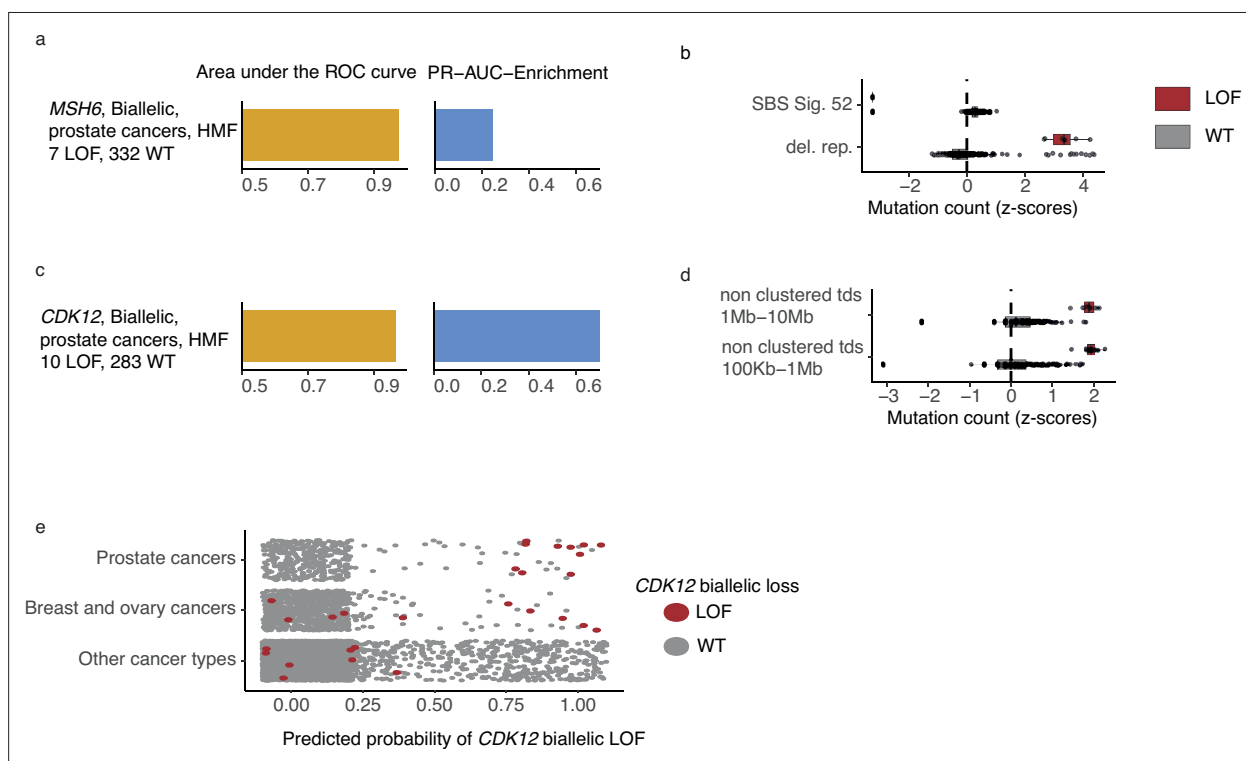 a
Area under the ROC curve
PR−AUC−Enrichment
MSH6, Biallelic,
prostate cancers, HMF
7 LOF, 332 WT
0.5 0.7 0.9
0.0 0.2 0.4 0.6
b
SBS Sig. 52
del. rep.
−2 0 2 4
Mutation count (z-scores)
LOF
WT
c
CDK12, Biallelic,
prostate cancers, HMF
10 LOF, 283 WT
0.5 0.7 0.9
0.0 0.2 0.4 0.6
d
non clustered tds
1Mb−10Mb
non clustered tds
100Kb−1Mb
−3 −2 −1 0 1 2
Mutation count (z-scores)
e
Prostate cancers
Breast and ovary cancers
Other cancer types
0.00 0.25 0.50 0.75 1.00
Predicted probability of CDK12 biallelic LOF
CDK12 biallelic loss
LOF
WT